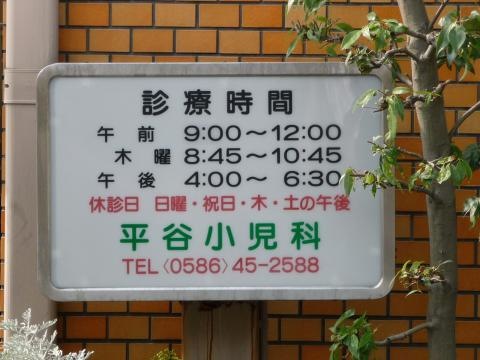 診療時間
午前 9:00～12:00
木曜 8:45～10:45
午後 4:00～ 6:30
休診日 日曜・祝日・木・土の午後
平谷小児科
TEL〈0586〉45-2588